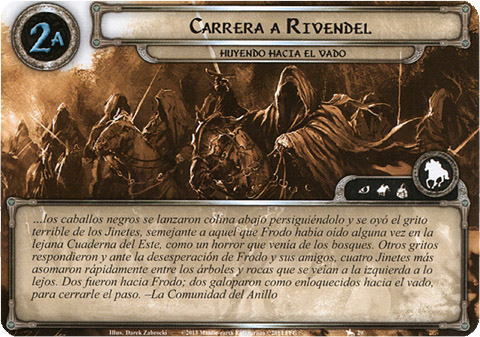 2A
CARRERA A RIVENDEL
HUYENDO HACIA EL VADO
...los caballos negros se lanzaron colina abajo persiguiéndolo y se oyó el grito
terrible de los Jinetes, semejante a aquel que Frodo había oído alguna vez en la
lejana Cuaderna del Este, como un horror que venía de los bosques. Otros gritos
respondieron y ante la desesperación de Frodo y sus amigos, cuatro Jinetes más
asomaron rápidamente entre los árboles y rocas que se veían a la izquierda a lo
lejos. Dos fueron hacia Frodo; dos galoparon como enloquecidos hacia el vado,
para cerrarle el paso. –La Comunidad del Anillo
Illus. Darek Zabrocki